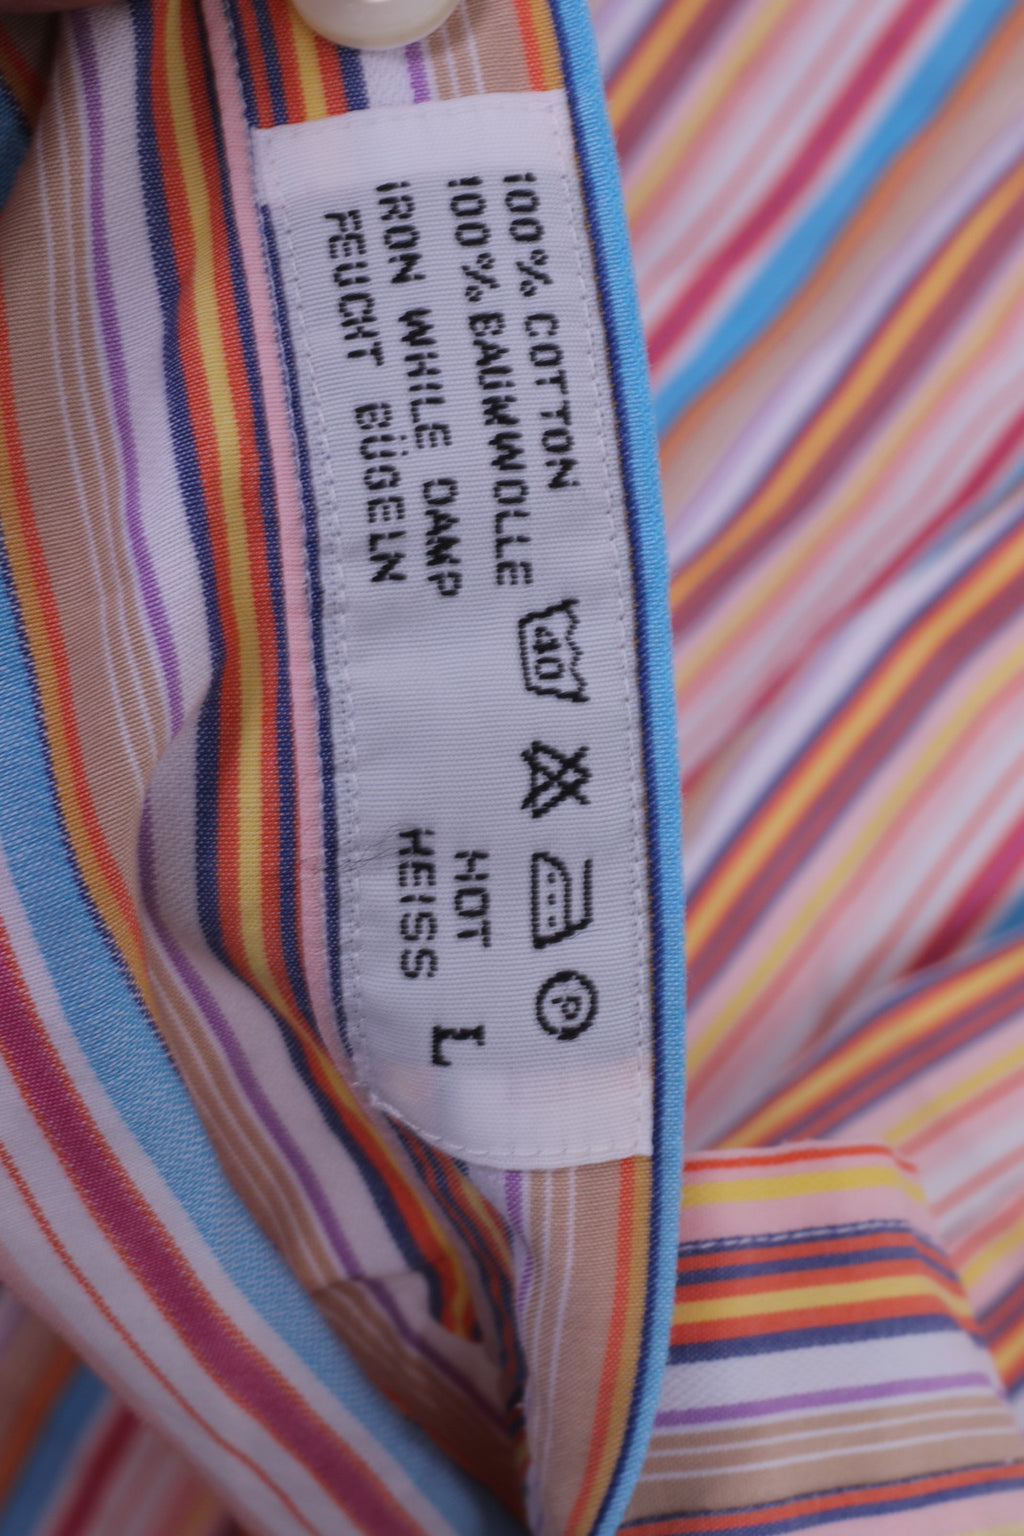 100% COTTON
100% BAUMWOLLE
IRON WHILE DAMP
FEUCHT BÜGELN
40
P
HOT
HEISS
L